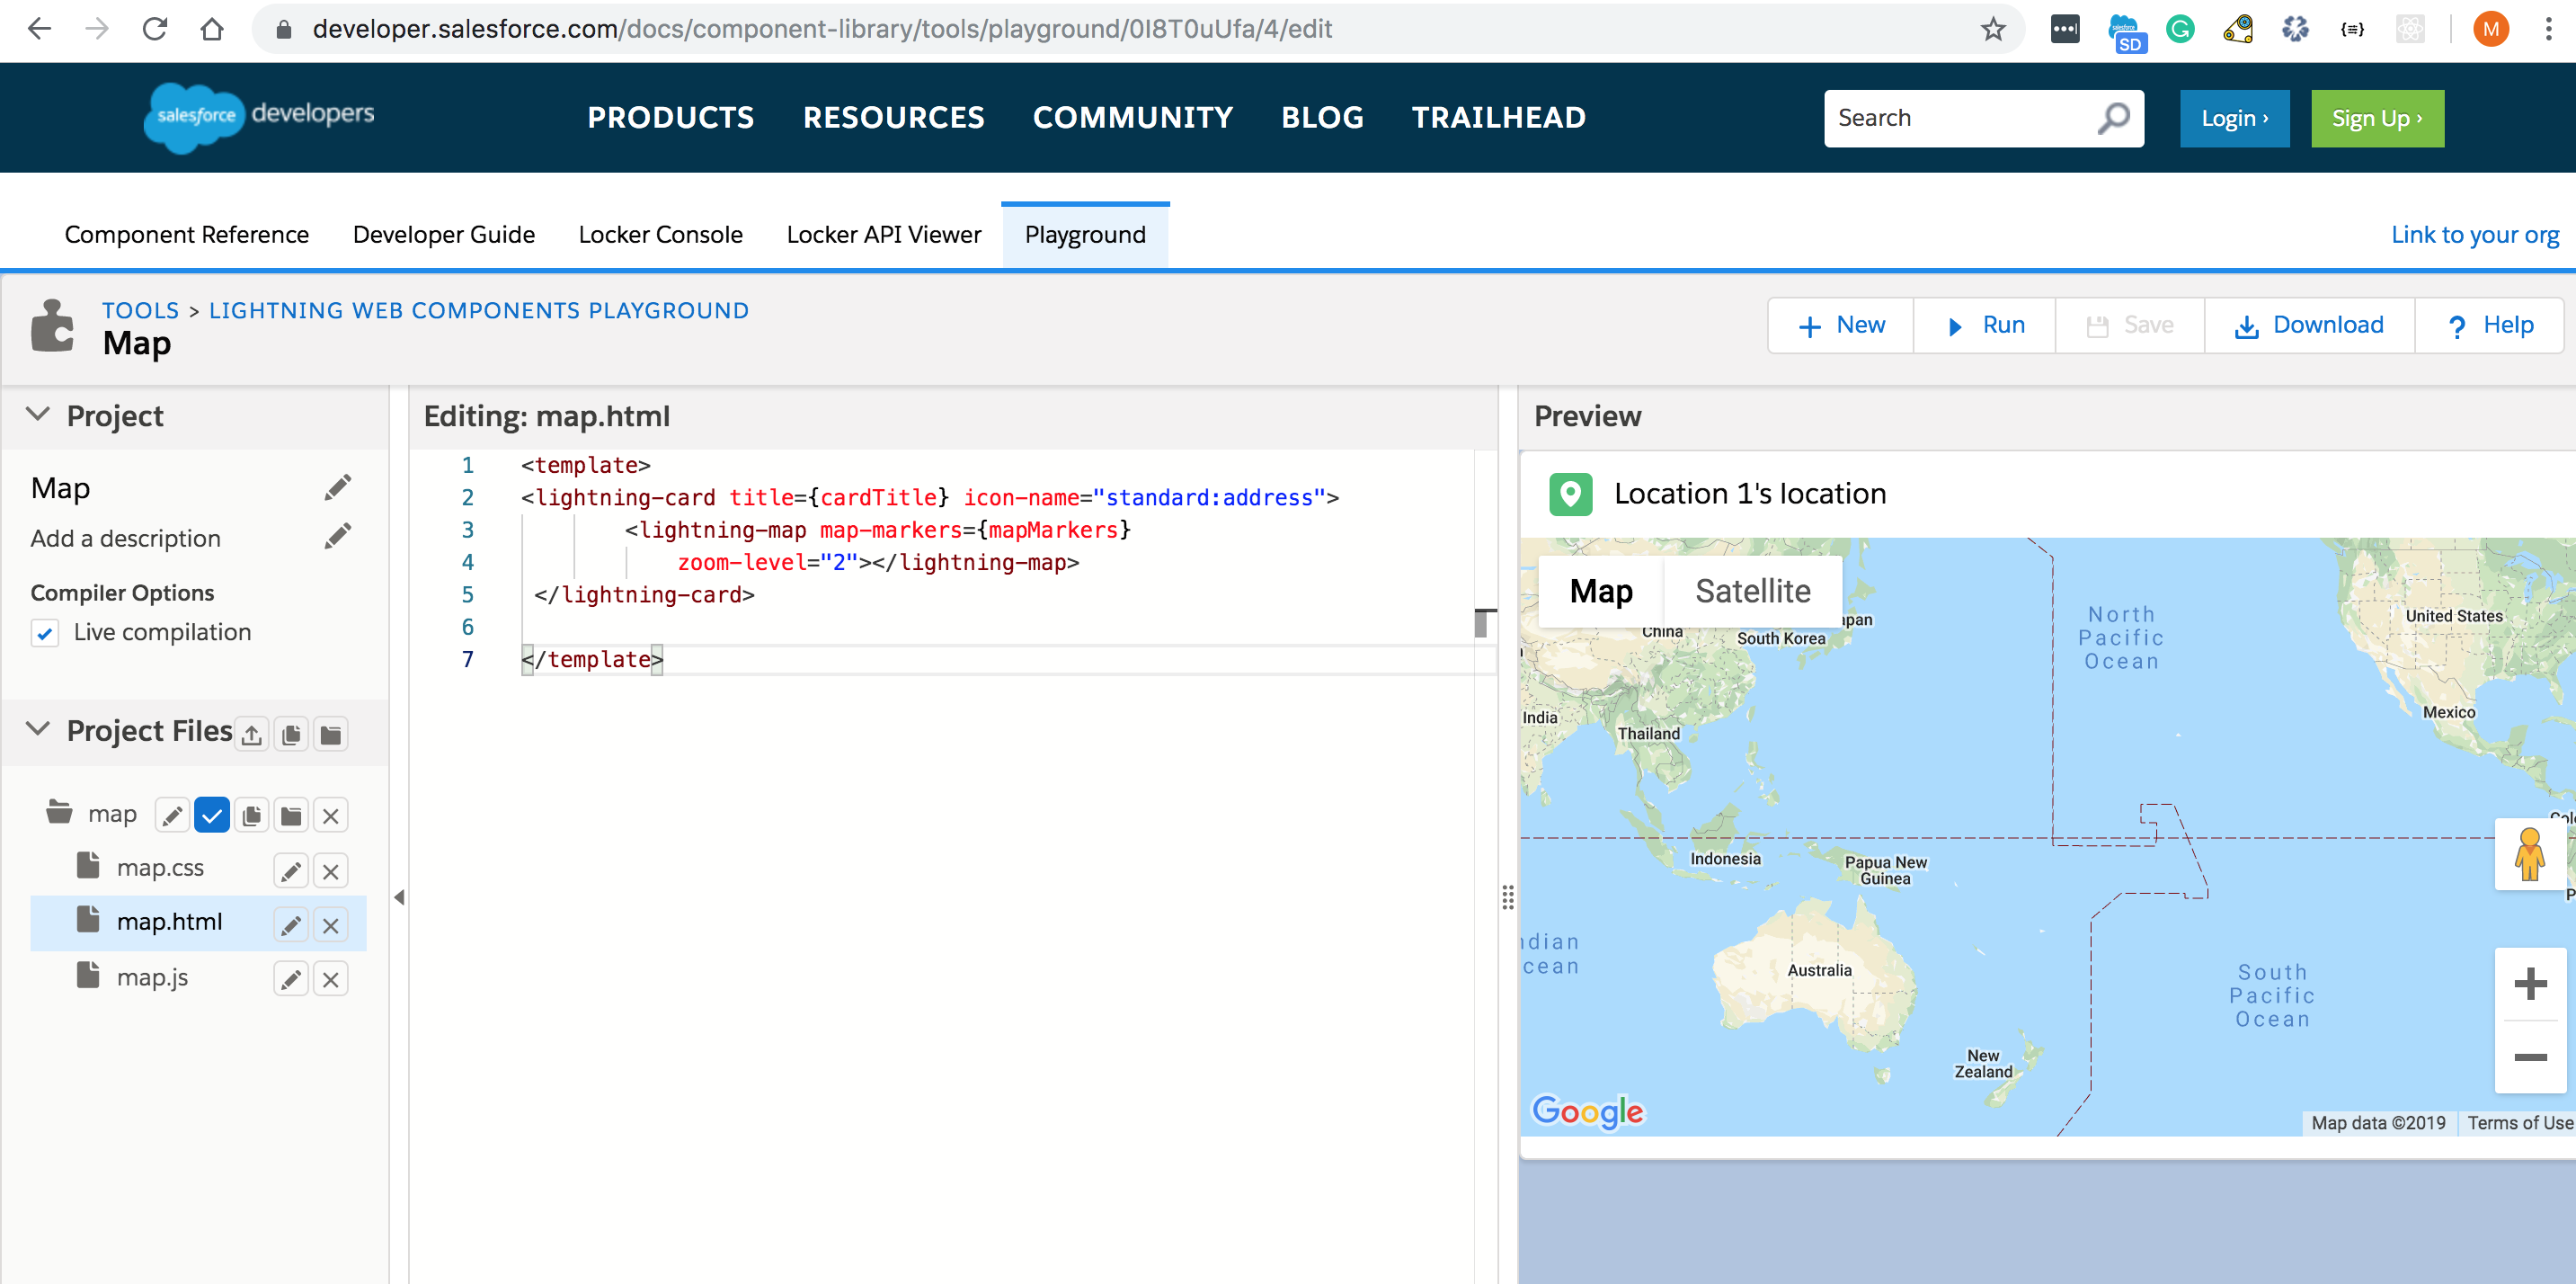 developer.salesforce.com/docs/component-library/tools/playground/0I8T0uUfa/4/edit
SD
M
salesforce developers
PRODUCTS RESOURCES COMMUNITY BLOG TRAILHEAD
Search
Login ›
Sign Up ›
Component Reference Developer Guide Locker Console Locker API Viewer Playground
Link to your org
TOOLS > LIGHTNING WEB COMPONENTS PLAYGROUND
Map
New Run Save Download ? Help
Project
Map
Add a description
Compiler Options
Live compilation
Project Files
map
map.css
map.html
map.js
Editing: map.html
1 <template>
2 <lightning-card title={cardTitle} icon-name="standard:address">
3 <lightning-map map-markers={mapMarkers}
4 zoom-level="2"></lightning-map>
5 </lightning-card>
6
7 </template>
Preview
Location 1's location
Map Satellite
China
South Korea
apan
North
Pacific
Ocean
United States
Mexico
India
Thailand
Indonesia
Papua New
Guinea
ndian
cean
Australia
South
Pacific
Ocean
New
Zealand
Google
Map data ©2019
Terms of Use